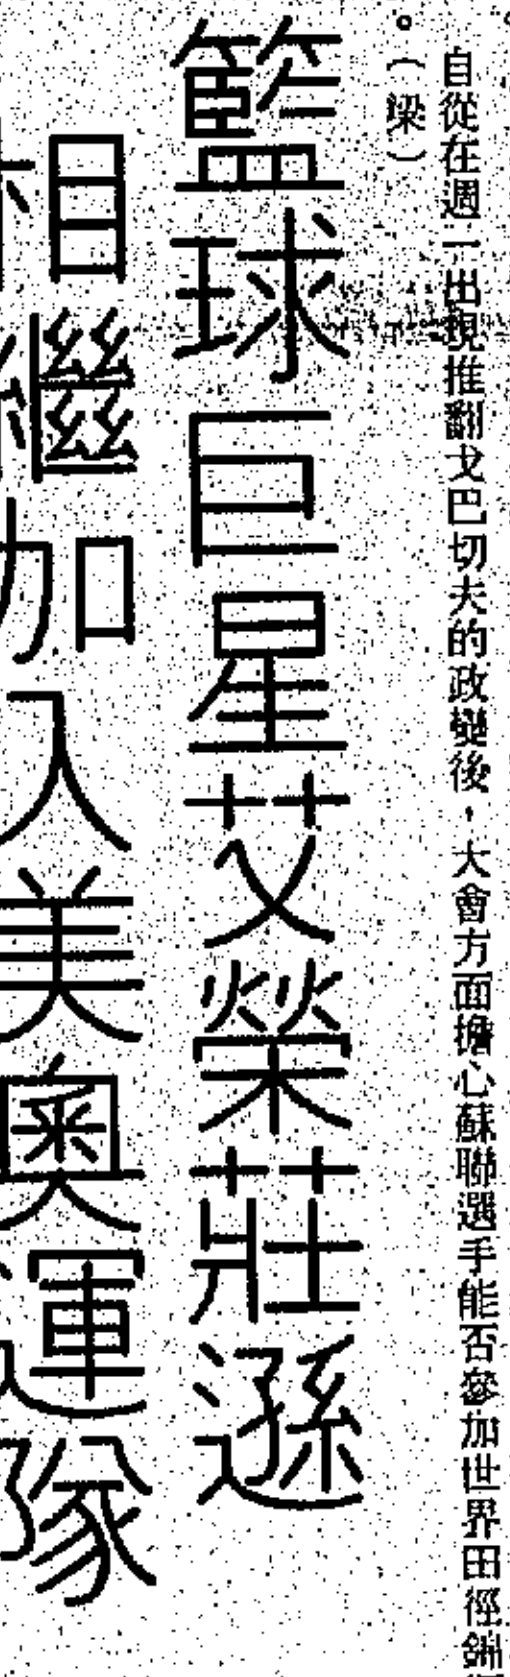 自從在週一出現推翻戈巴切夫的政變後，大會方面擔心蘇聯選手能否參加世界田徑錦
。（梁）
籃球巨星艾榮莊遜
相繼加入美奧運隊